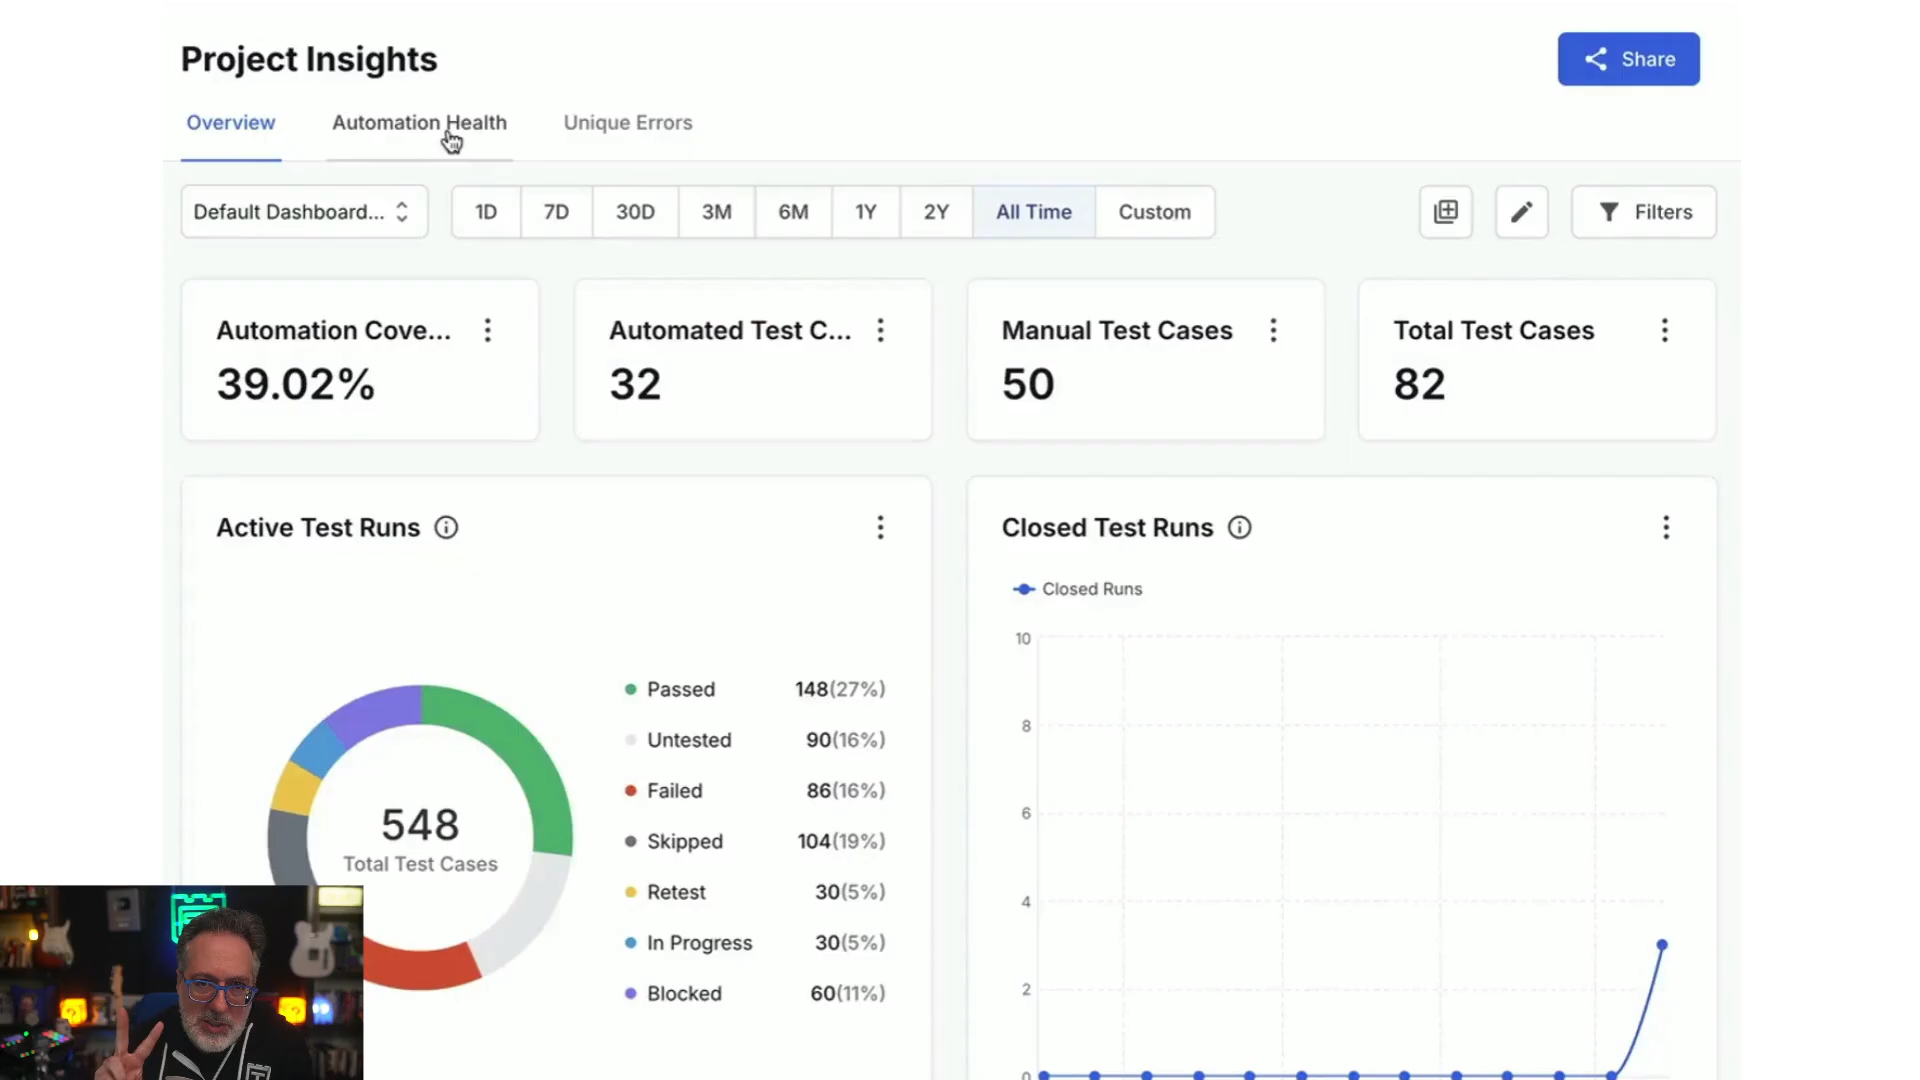 Project Insights
Share
Overview
Automation Health
Unique Errors
Default Dashboard...
1D
7D
30D
3M
6M
1Y
2Y
All Time
Custom
Filters
Automation Cove...
39.02%
Automated Test C...
32
Manual Test Cases
50
Total Test Cases
82
Active Test Runs
548
Total Test Cases
Passed 148(27%)
Untested 90(16%)
Failed 86(16%)
Skipped 104(19%)
Retest 30(5%)
In Progress 30(5%)
Blocked 60(11%)
Closed Test Runs
Closed Runs
10
8
6
4
2
0